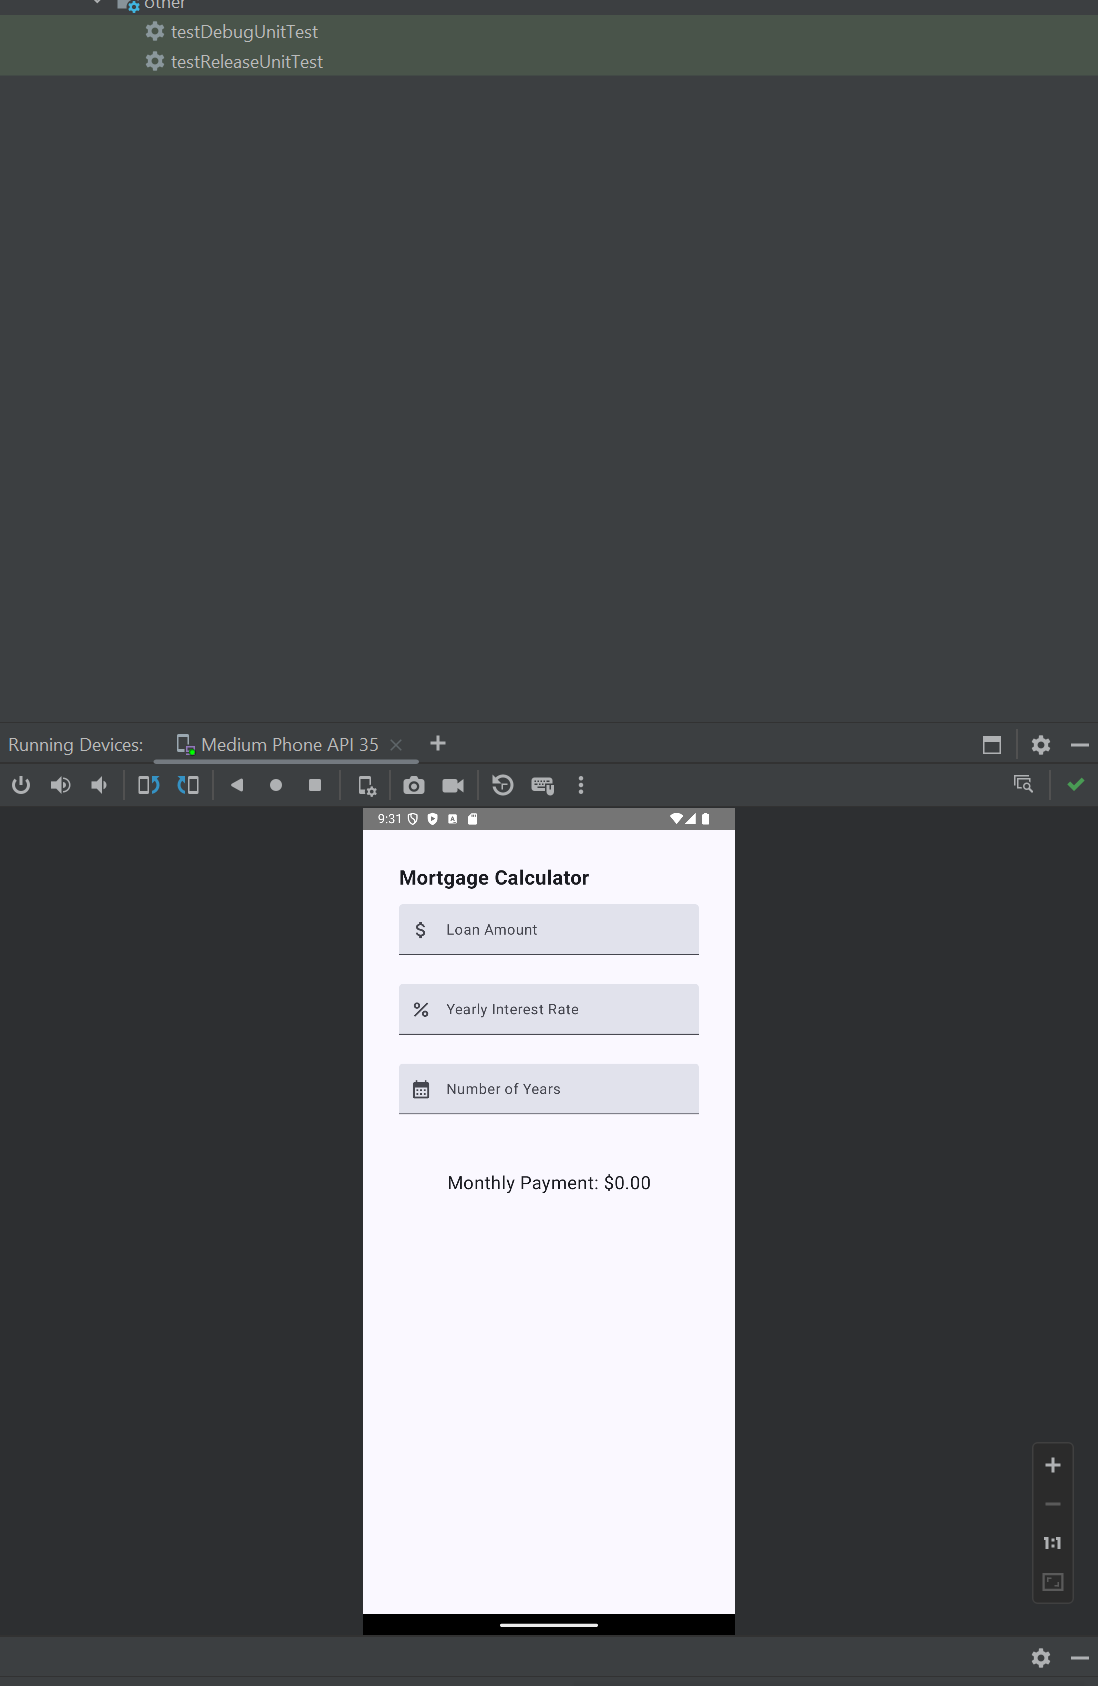 other
testDebugUnitTest
testReleaseUnitTest
Running Devices: Medium Phone API 35
9:31
Mortgage Calculator
$ Loan Amount
% Yearly Interest Rate
Number of Years
Monthly Payment: $0.00
1:1